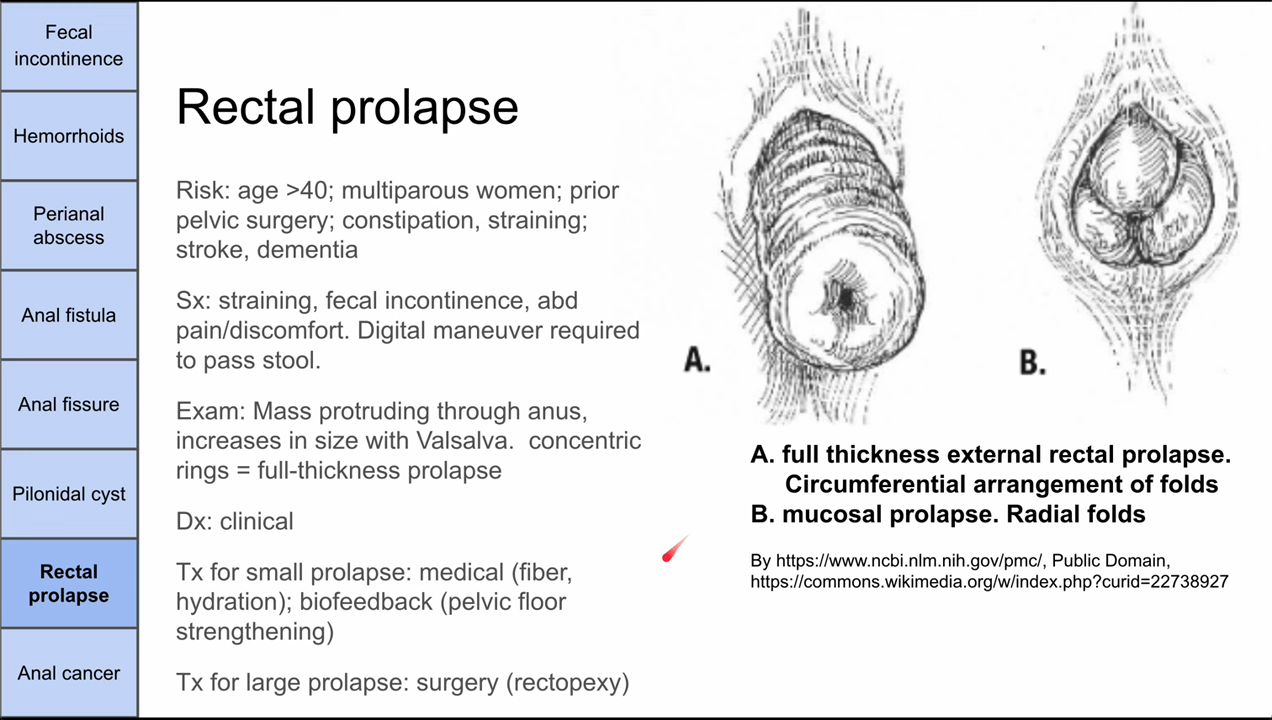 Fecal
incontinence
Hemorrhoids
Perianal
abscess
Anal fistula
Anal fissure
Pilonidal cyst
Rectal
prolapse
Anal cancer
Rectal prolapse
Risk: age >40; multiparous women; prior
pelvic surgery; constipation, straining;
stroke, dementia
Sx: straining, fecal incontinence, abd
pain/discomfort. Digital maneuver required
to pass stool.
Exam: Mass protruding through anus,
increases in size with Valsalva.  concentric
rings = full-thickness prolapse
Dx: clinical
Tx for small prolapse: medical (fiber,
hydration); biofeedback (pelvic floor
strengthening)
Tx for large prolapse: surgery (rectopexy)
A.
B.
A. full thickness external rectal prolapse.
Circumferential arrangement of folds
B. mucosal prolapse. Radial folds
By https://www.ncbi.nlm.nih.gov/pmc/, Public Domain,
https://commons.wikimedia.org/w/index.php?curid=22738927